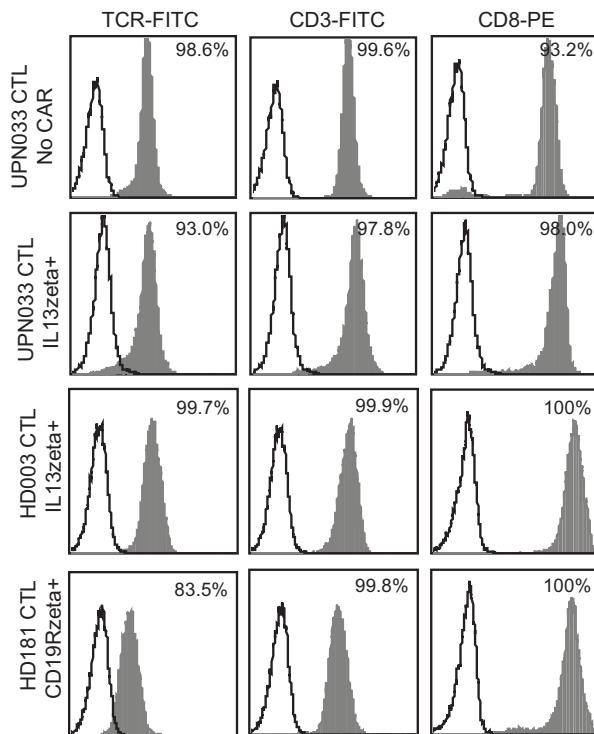 TCR-FITC CD3-FITC CD8-PE
UPN033 CTL
No CAR
98.6% 99.6% 93.2%
UPN033 CTL
IL13zeta+
93.0% 97.8% 98.0%
HD003 CTL
IL13zeta+
99.7% 99.9% 100%
HD181 CTL
CD19Rzeta+
83.5% 99.8% 100%